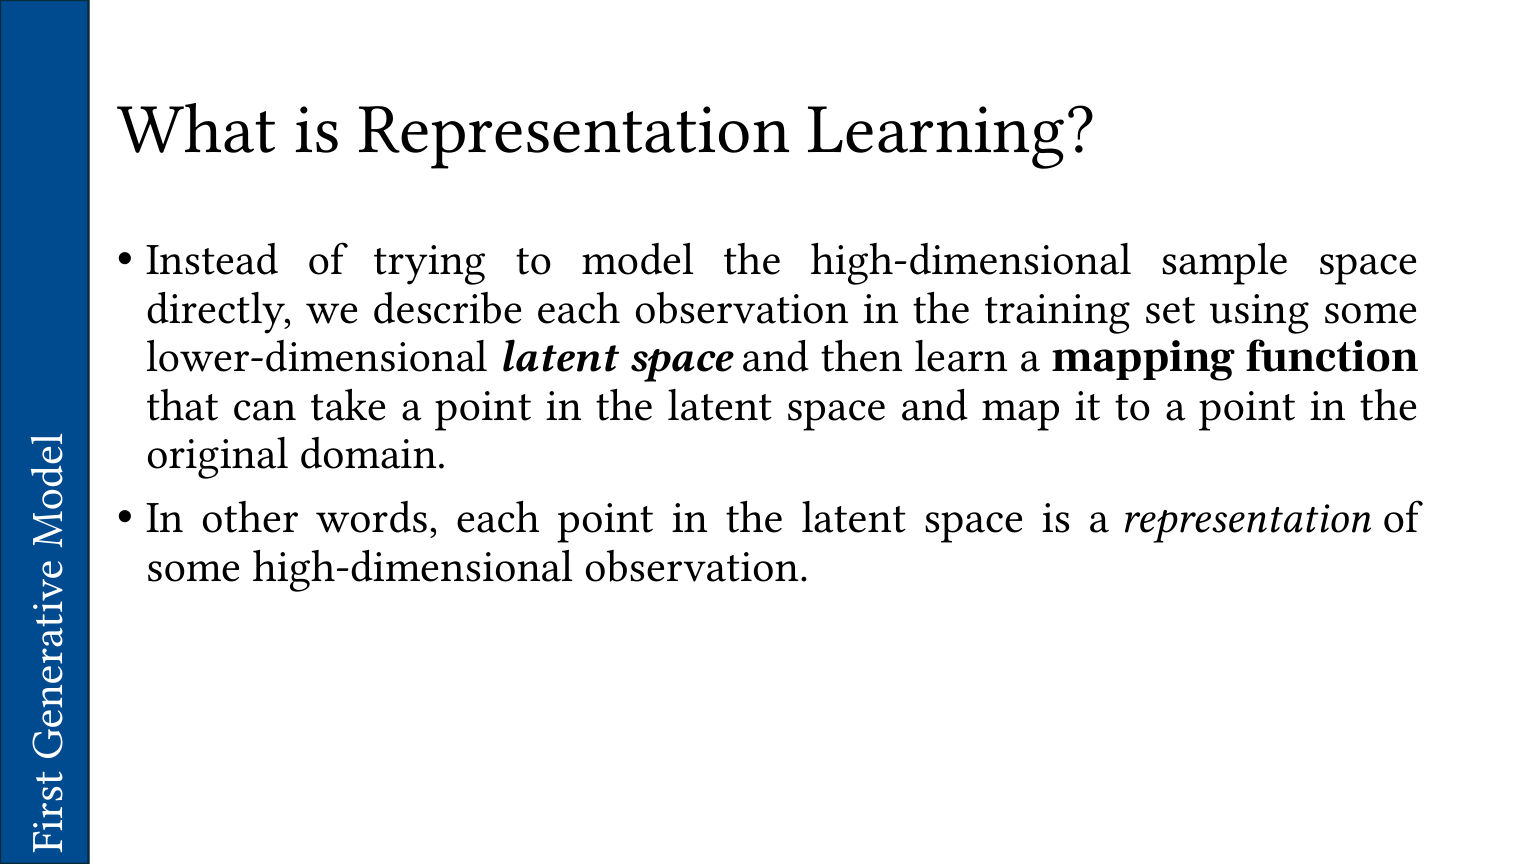 What is Representation Learning?
• Instead of trying to model the high-dimensional sample space
directly, we describe each observation in the training set using some
lower-dimensional latent space and then learn a mapping function
that can take a point in the latent space and map it to a point in the
original domain.
• In other words, each point in the latent space is a representation of
some high-dimensional observation.
First Generative Model